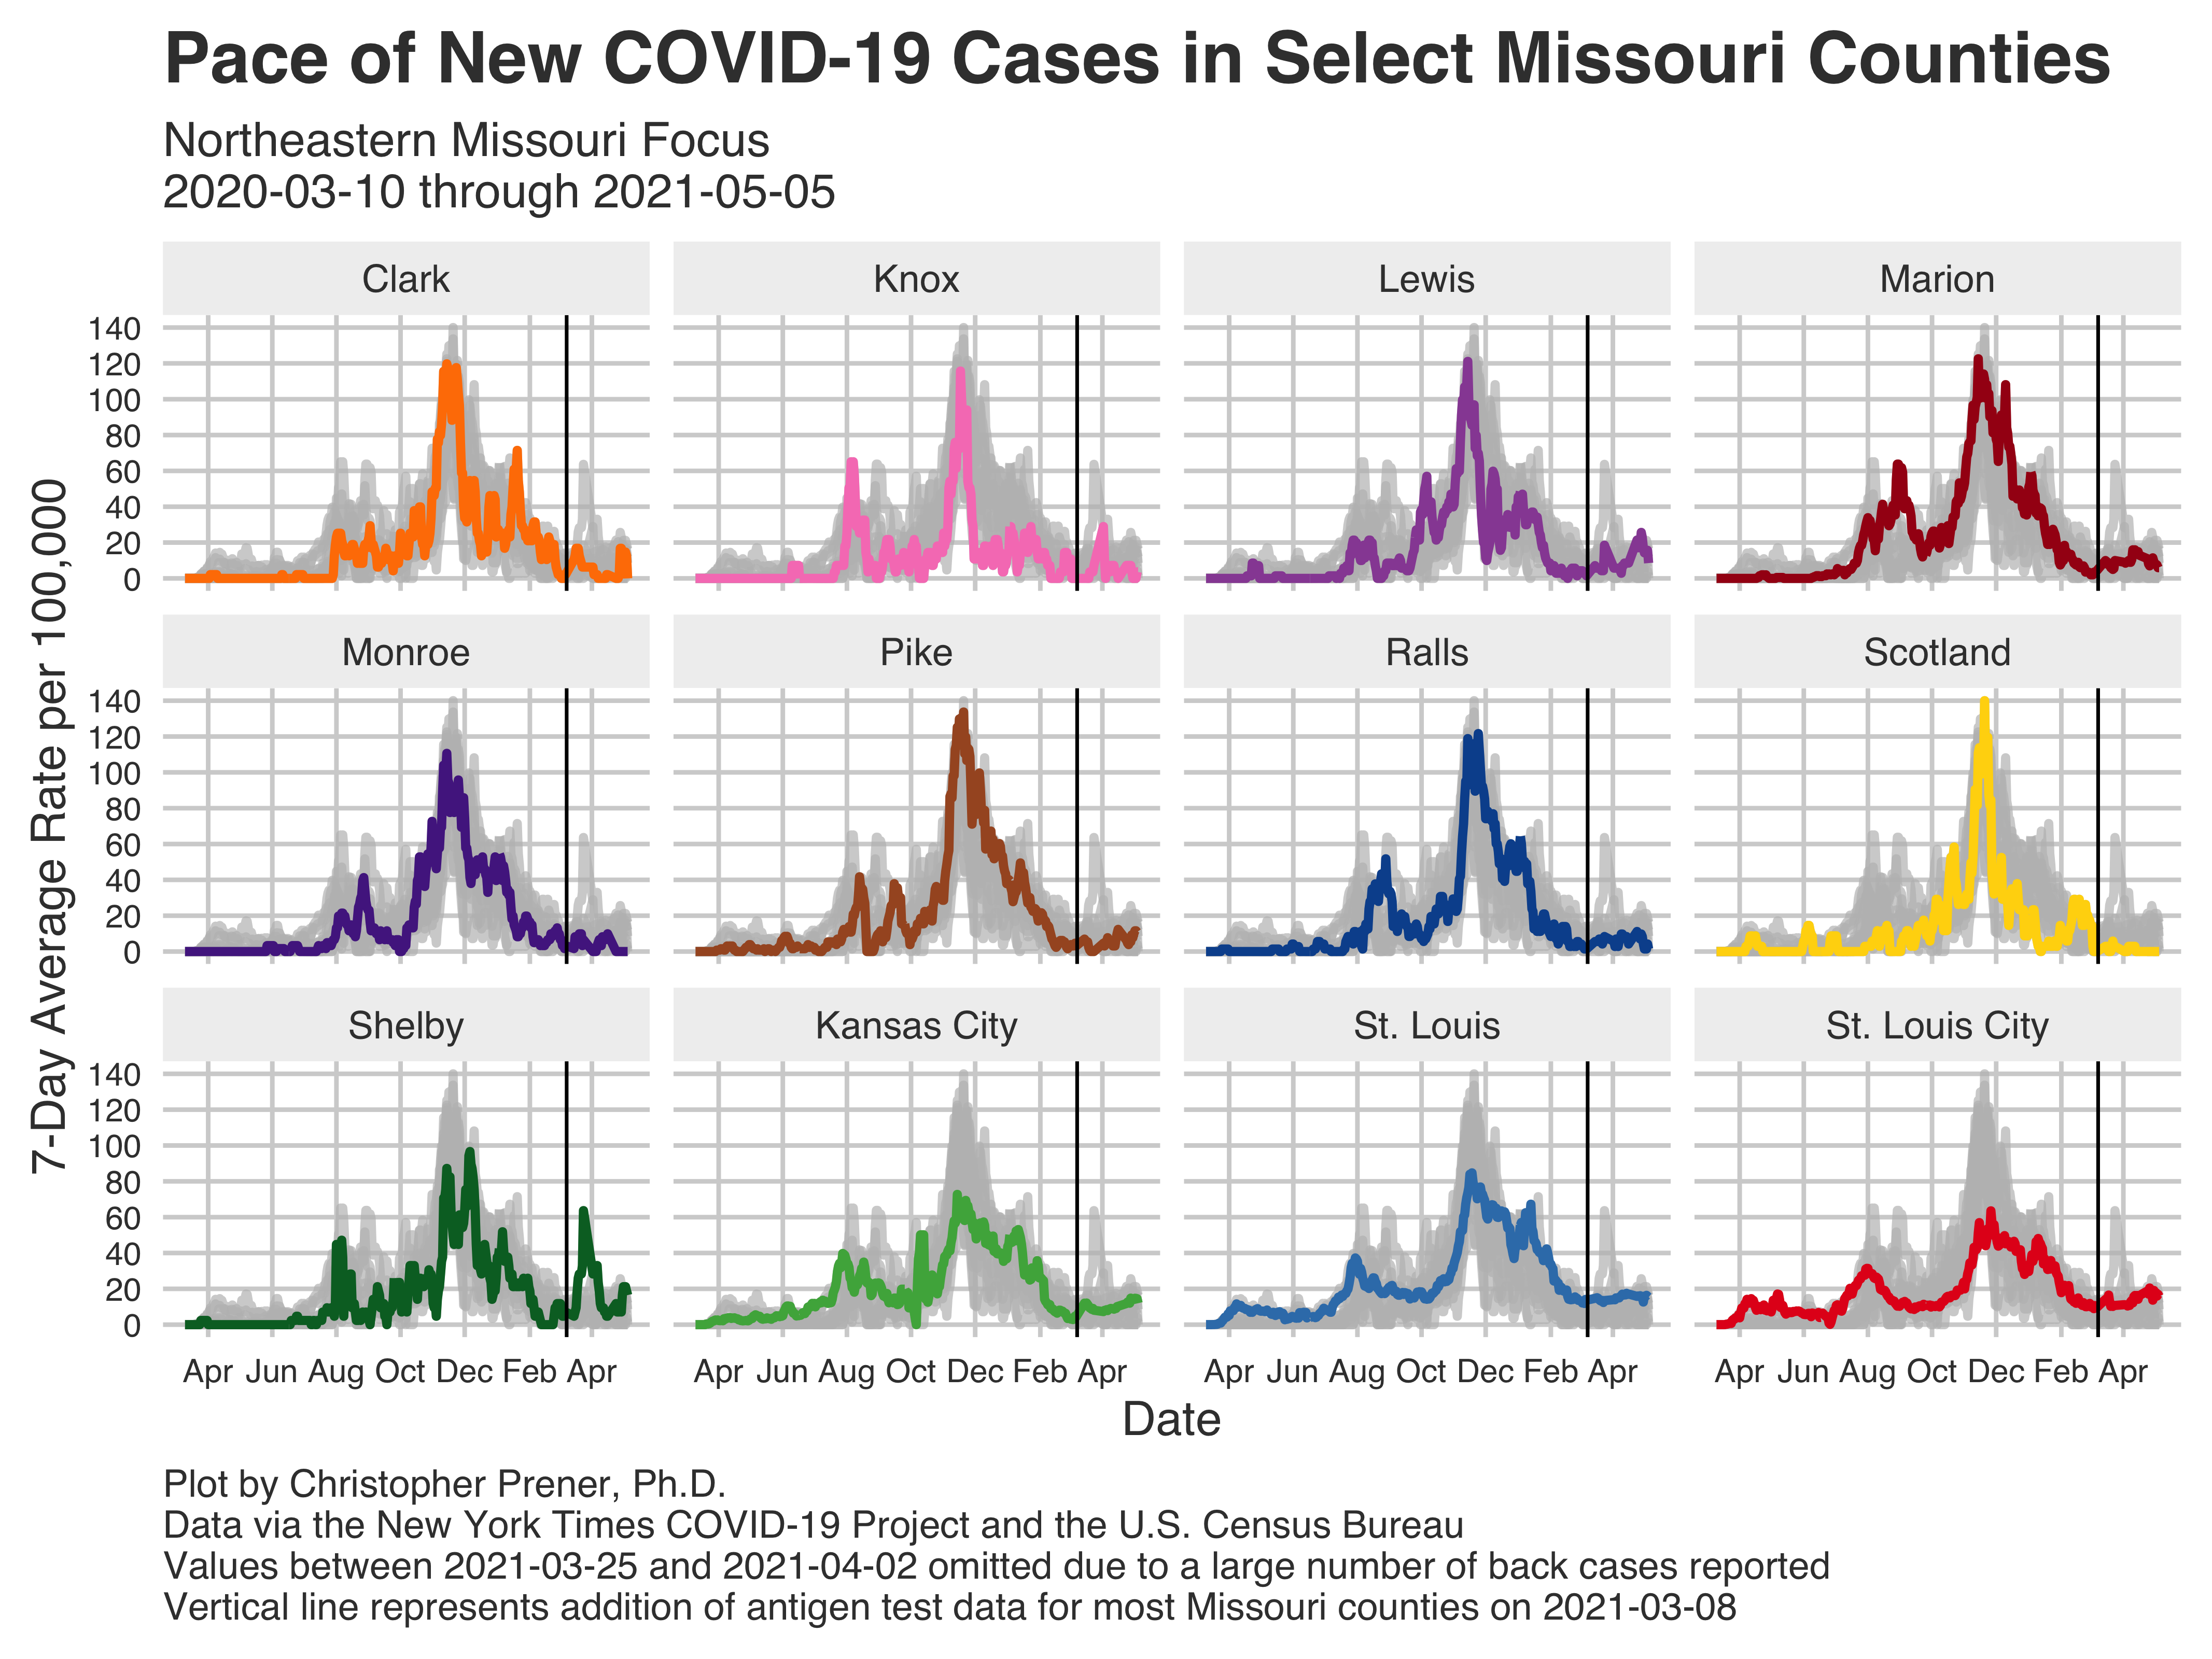 Pace of New COVID-19 Cases in Select Missouri Counties
Northeastern Missouri Focus
2020-03-10 through 2021-05-05
7-Day Average Rate per 100,000
Clark
Knox
Lewis
Marion
140
120
100
80
60
40
20
0
Monroe
Pike
Ralls
Scotland
140
120
100
80
60
40
20
0
Shelby
Kansas City
St. Louis
St. Louis City
140
120
100
80
60
40
20
0
Apr Jun Aug Oct Dec Feb Apr
Apr Jun Aug Oct Dec Feb Apr
Apr Jun Aug Oct Dec Feb Apr
Apr Jun Aug Oct Dec Feb Apr
Date
Plot by Christopher Prener, Ph.D.
Data via the New York Times COVID-19 Project and the U.S. Census Bureau
Values between 2021-03-25 and 2021-04-02 omitted due to a large number of back cases reported
Vertical line represents addition of antigen test data for most Missouri counties on 2021-03-08